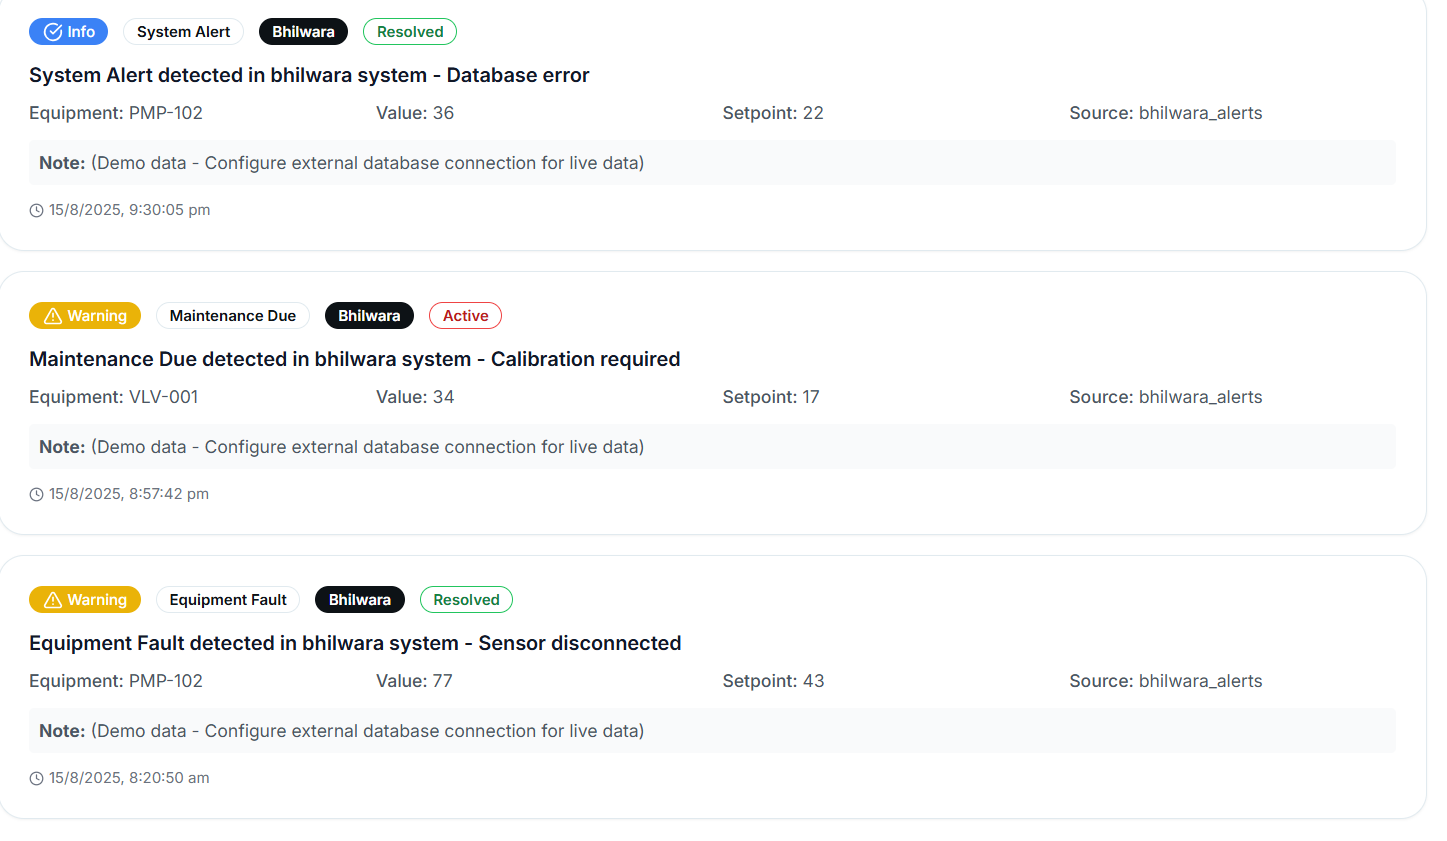 Info System Alert Bhilwara Resolved
System Alert detected in bhilwara system - Database error
Equipment: PMP-102 Value: 36 Setpoint: 22 Source: bhilwara_alerts
Note: (Demo data - Configure external database connection for live data)
15/8/2025, 9:30:05 pm
Warning Maintenance Due Bhilwara Active
Maintenance Due detected in bhilwara system - Calibration required
Equipment: VLV-001 Value: 34 Setpoint: 17 Source: bhilwara_alerts
Note: (Demo data - Configure external database connection for live data)
15/8/2025, 8:57:42 pm
Warning Equipment Fault Bhilwara Resolved
Equipment Fault detected in bhilwara system - Sensor disconnected
Equipment: PMP-102 Value: 77 Setpoint: 43 Source: bhilwara_alerts
Note: (Demo data - Configure external database connection for live data)
15/8/2025, 8:20:50 am